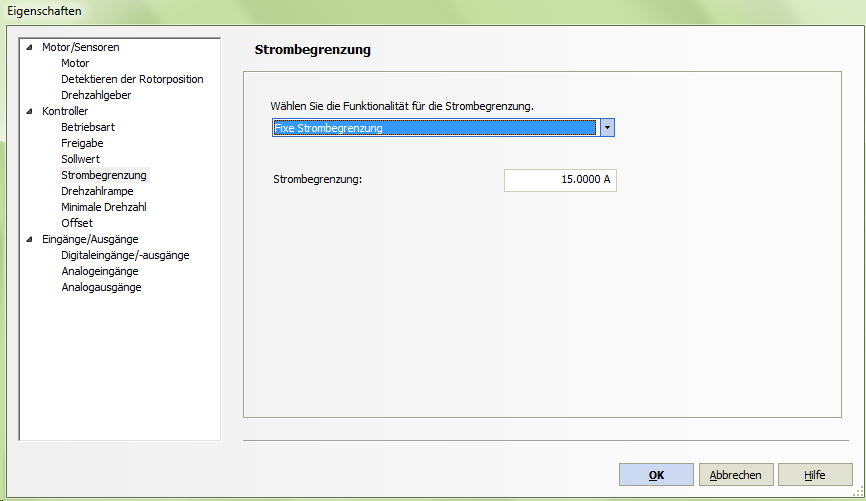 Eigenschaften
Motor/Sensoren
Motor
Detektieren der Rotorposition
Drehzahlgeber
Kontroller
Betriebsart
Freigabe
Sollwert
Strombegrenzung
Drehzahlrampe
Minimale Drehzahl
Offset
Eingänge/Ausgänge
Digitaleingänge/-ausgänge
Analogeingänge
Analogausgänge
Strombegrenzung
Wählen Sie die Funktionalität für die Strombegrenzung.
Fixe Strombegrenzung
Strombegrenzung: 15.0000 A
OK Abbrechen Hilfe